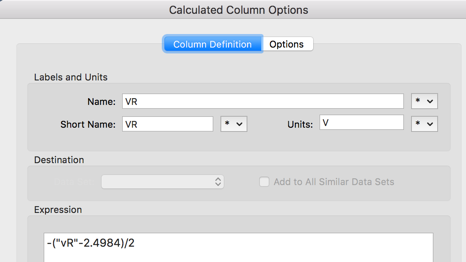 Calculated Column Options
Column Definition Options
Labels and Units
Name: VR * 
Short Name: VR * Units: V *
Destination
Add to All Similar Data Sets
Expression
-("vR"-2.4984)/2